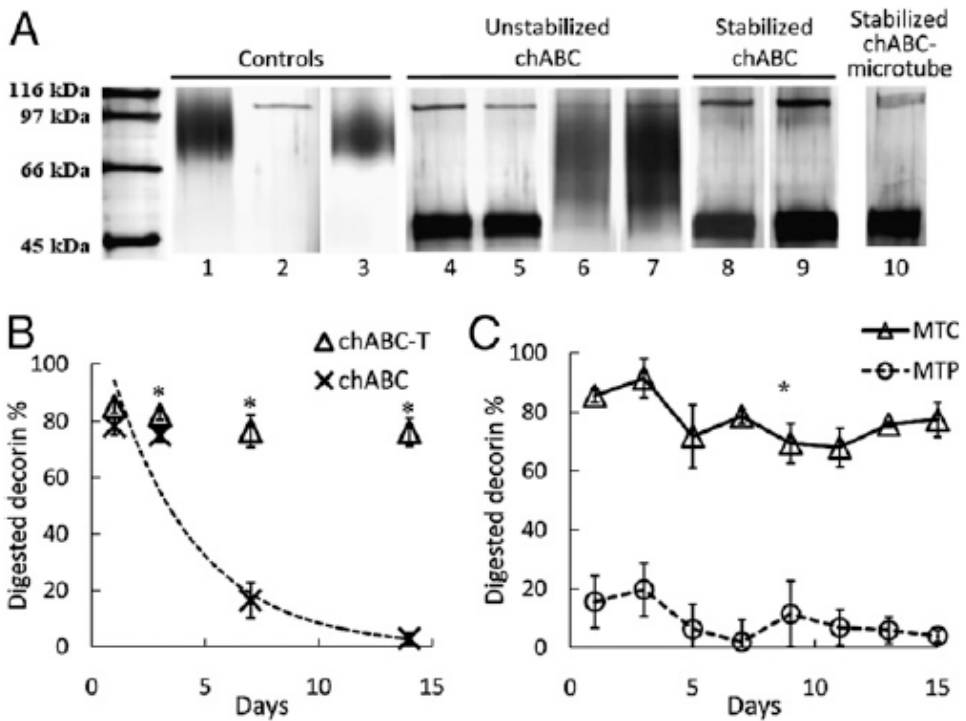 A
Controls
Unstabilized
chABC
Stabilized
chABC
Stabilized
chABC-
microtube
116 kDa
97 kDa
66 kDa
45 kDa
1 2 3 4 5 6 7 8 9 10
B
chABC-T
chABC
Digested decorin %
100
80
60
40
20
0
* * *
0 5 10 15
Days
C
MTC
MTP
Digested decorin %
100
80
60
40
20
0
*
0 5 10 15
Days